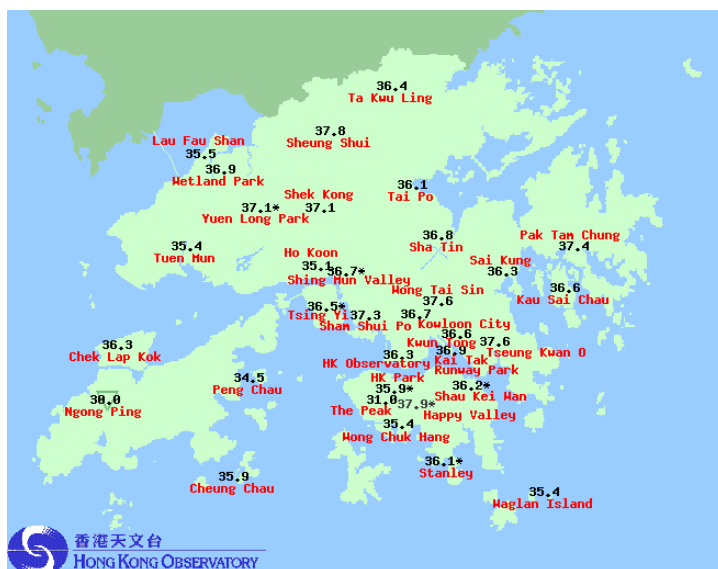 36.4
Ta Kwu Ling
37.8
Sheung Shui
Lau Fau Shan
35.5
36.9
Wetland Park
36.1
Tai Po
Shek Kong
37.1
37.1*
Yuen Long Park
36.8
Sha Tin
Pak Tam Chung
37.4
35.4
Tuen Mun
Ho Koon
35.1
36.7*
Shing Mun Valley
Sai Kung
36.3
Wong Tai Sin
37.6
36.6
Kau Sai Chau
36.5*
Tsing Yi
37.3
Sham Shui Po
36.7
Kowloon City
36.6
Kwun Tong
37.6
Tseung Kwan O
36.3
Chek Lap Kok
36.3
HK Observatory
36.9
Kai Tak
Runway Park
34.5
Peng Chau
HK Park
35.9*
36.2*
Shau Kei Wan
30.0
Ngong Ping
31.0
The Peak
37.9*
Happy Valley
35.4
Wong Chuk Hang
36.1*
Stanley
35.9
Cheung Chau
35.4
Waglan Island
香港天文台
HONG KONG OBSERVATORY